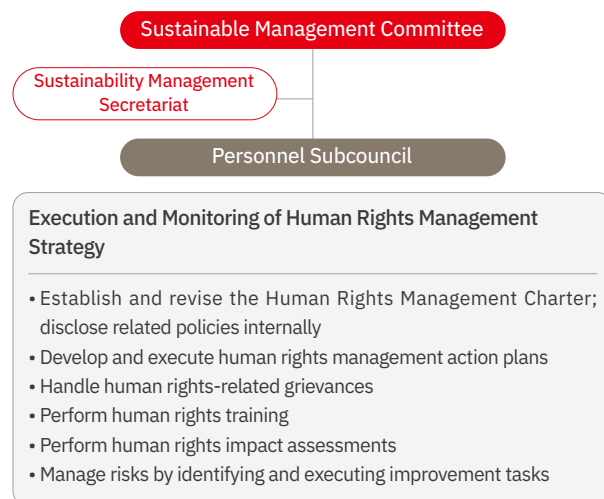 Sustainable Management Committee
Sustainability Management
Secretariat
Personnel Subcouncil
Execution and Monitoring of Human Rights Management
Strategy
• Establish and revise the Human Rights Management Charter;
disclose related policies internally
• Develop and execute human rights management action plans
• Handle human rights-related grievances
• Perform human rights training
• Perform human rights impact assessments
• Manage risks by identifying and executing improvement tasks